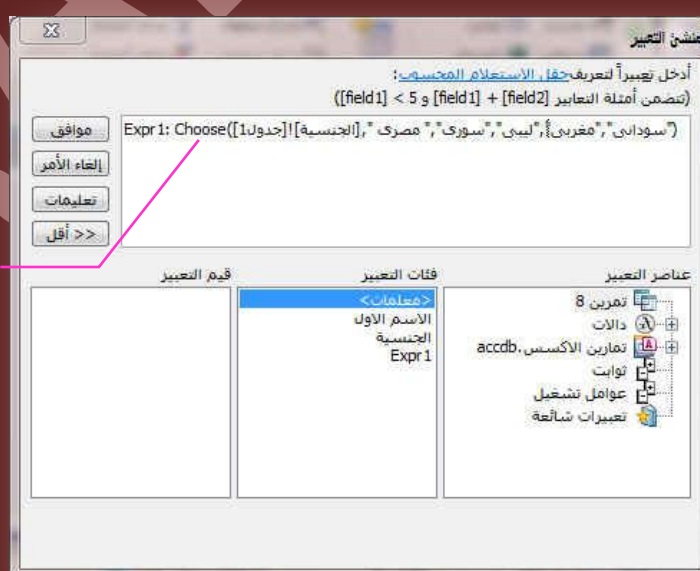 منشئ التعبير
أدخل تعبيراً لتعريف حقل الاستعلام المحسوب:
(تتضمن أمثلة التعابير [field1] + [field2] و [field1] < 5)
Expr1: Choose([جدول1]![الجنسية]," مصرى ","سورى","ليبى","مغربى","سودانى")
موافق
إلغاء الأمر
تعليمات
<< أقل
عناصر التعبير
تمرين 8
دالات
تمارين الاكسس.accdb
ثوابت
عوامل تشغيل
تعبيرات شائعة
فئات التعبير
<معلمات>
الاسم الاول
الجنسية
Expr1
قيم التعبير